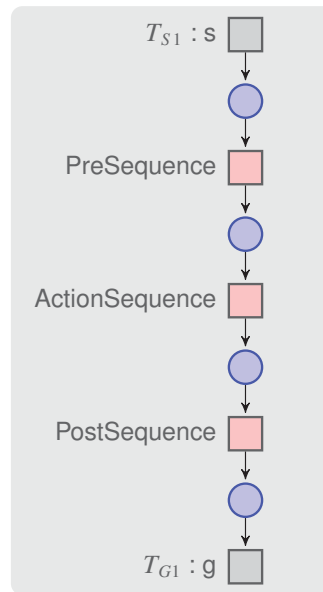 T_{S1} : s
PreSequence
ActionSequence
PostSequence
T_{G1} : g